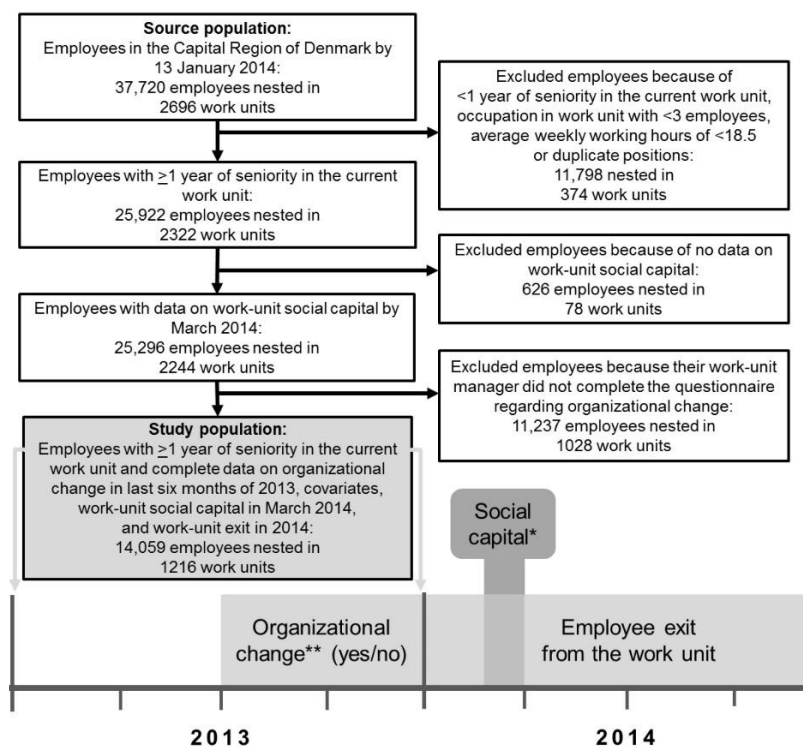 Source population:
Employees in the Capital Region of Denmark by
13 January 2014:
37,720 employees nested in
2696 work units
Excluded employees because of
<1 year of seniority in the current work unit,
occupation in work unit with <3 employees,
average weekly working hours of <18.5
or duplicate positions:
11,798 nested in
374 work units
Employees with ≥1 year of seniority in the current
work unit:
25,922 employees nested in
2322 work units
Excluded employees because of no data on
work-unit social capital:
626 employees nested in
78 work units
Employees with data on work-unit social capital by
March 2014:
25,296 employees nested in
2244 work units
Excluded employees because their work-unit
manager did not complete the questionnaire
regarding organizational change:
11,237 employees nested in
1028 work units
Study population:
Employees with ≥1 year of seniority in the current
work unit and complete data on organizational
change in last six months of 2013, covariates,
work-unit social capital in March 2014,
and work-unit exit in 2014:
14,059 employees nested in
1216 work units
Social
capital*
Organizational
change** (yes/no)
Employee exit
from the work unit
2013
2014